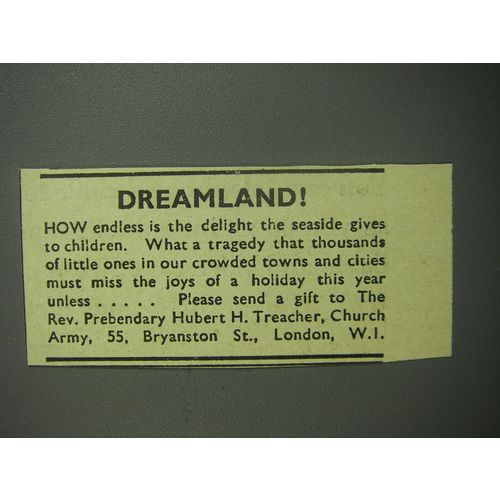 DREAMLAND!
HOW endless is the delight the seaside gives
to children. What a tragedy that thousands
of little ones in our crowded towns and cities
must miss the joys of a holiday this year
unless . . . . . Please send a gift to The
Rev. Prebendary Hubert H. Treacher, Church
Army, 55, Bryanston St., London, W.I.